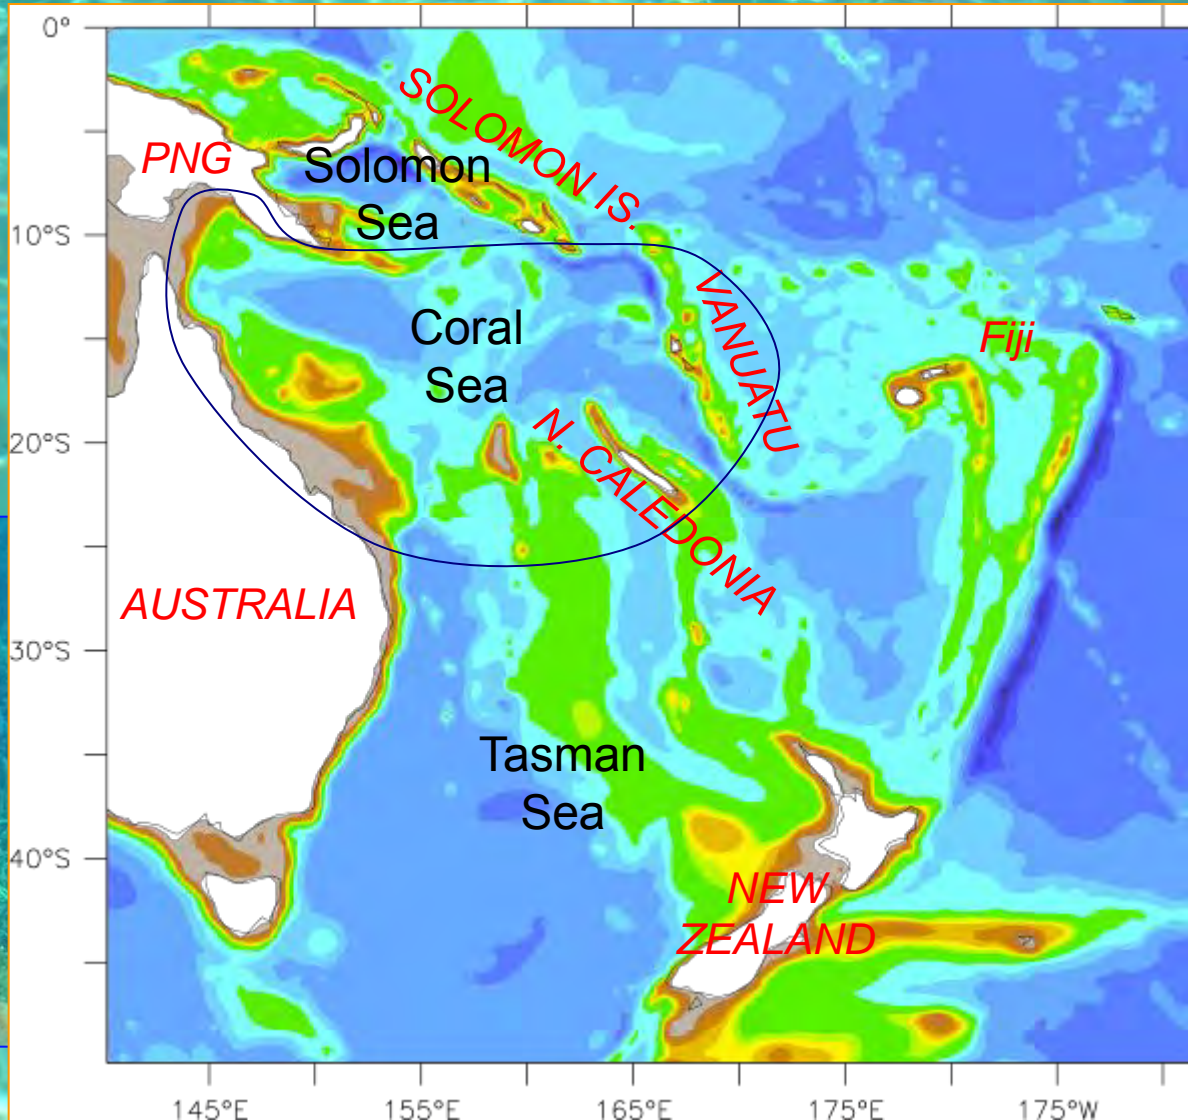 0°
SOLOMON IS.
PNG
Solomon
Sea
10°S
VANUATU
Coral
Sea
Fiji
20°S
N. CALEDONIA
AUSTRALIA
30°S
Tasman
Sea
40°S
NEW
ZEALAND
145°E 155°E 165°E 175°E 175°W